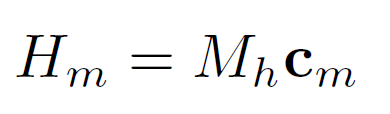 $H_m = M_h \mathbf{c}_m$